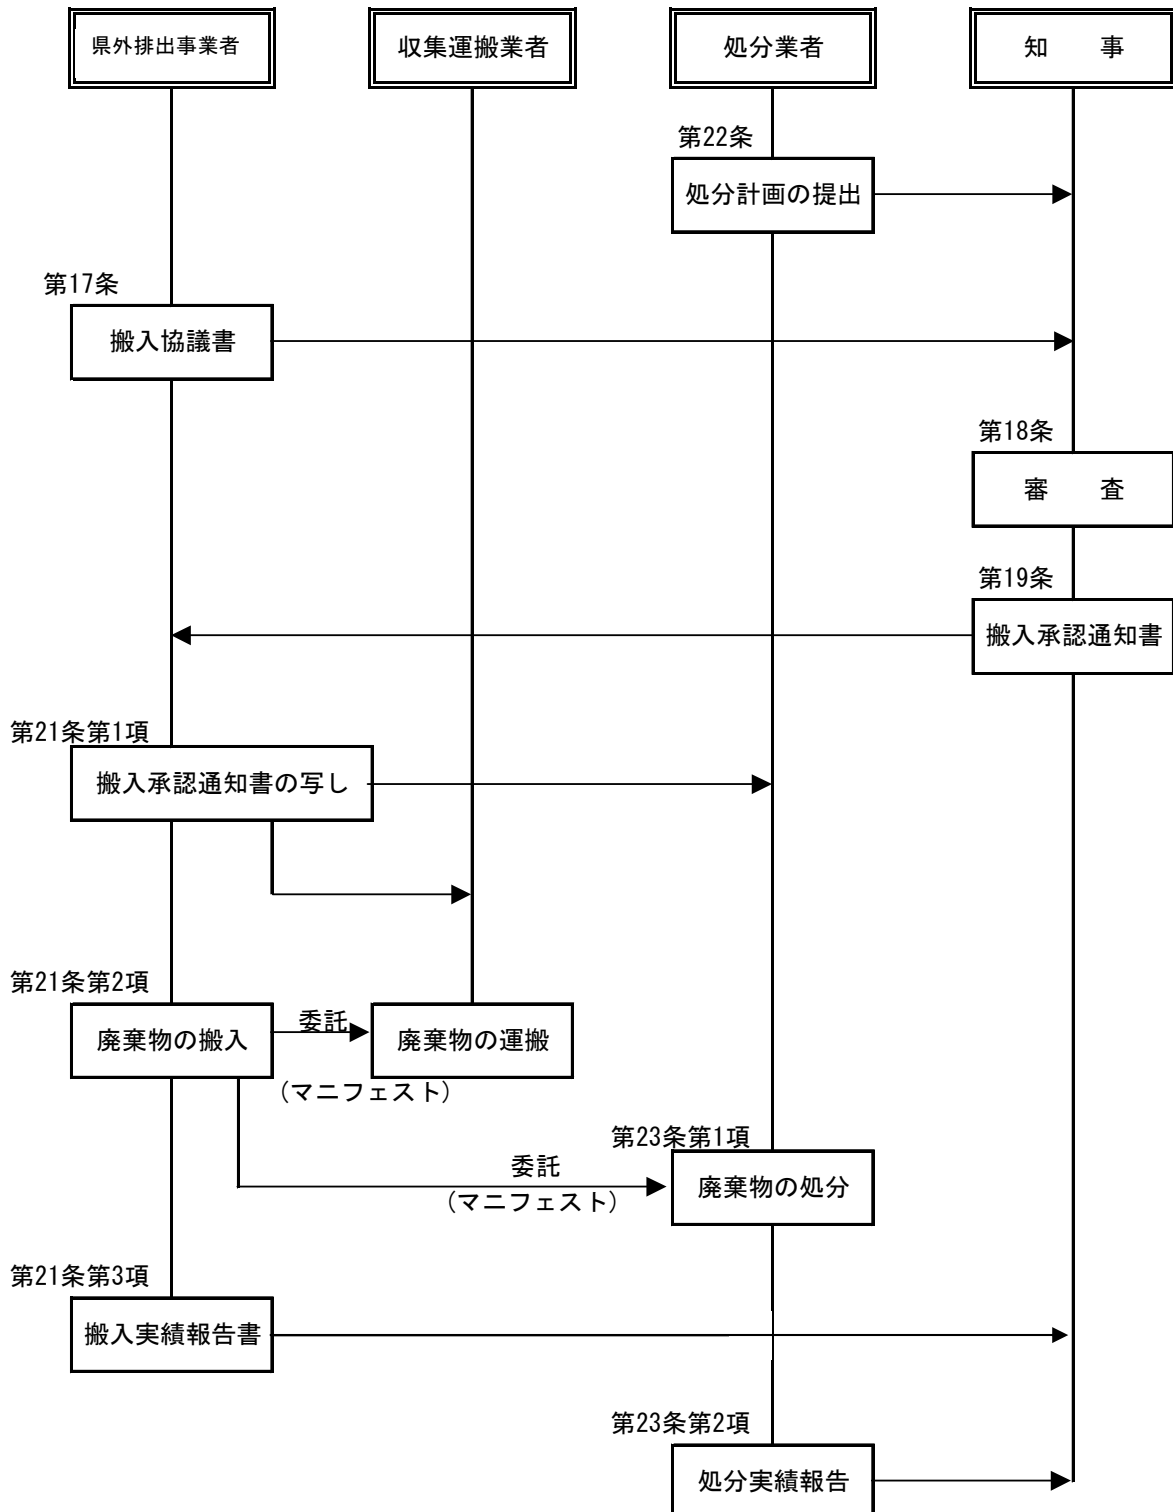 県外排出事業者
収集運搬業者
処分業者
知　　事
第22条
処分計画の提出
第17条
搬入協議書
第18条
審　　査
第19条
搬入承認通知書
第21条第1項
搬入承認通知書の写し
第21条第2項
廃棄物の搬入
委託
廃棄物の運搬
(マニフェスト)
第23条第1項
委託
廃棄物の処分
(マニフェスト)
第21条第3項
搬入実績報告書
第23条第2項
処分実績報告